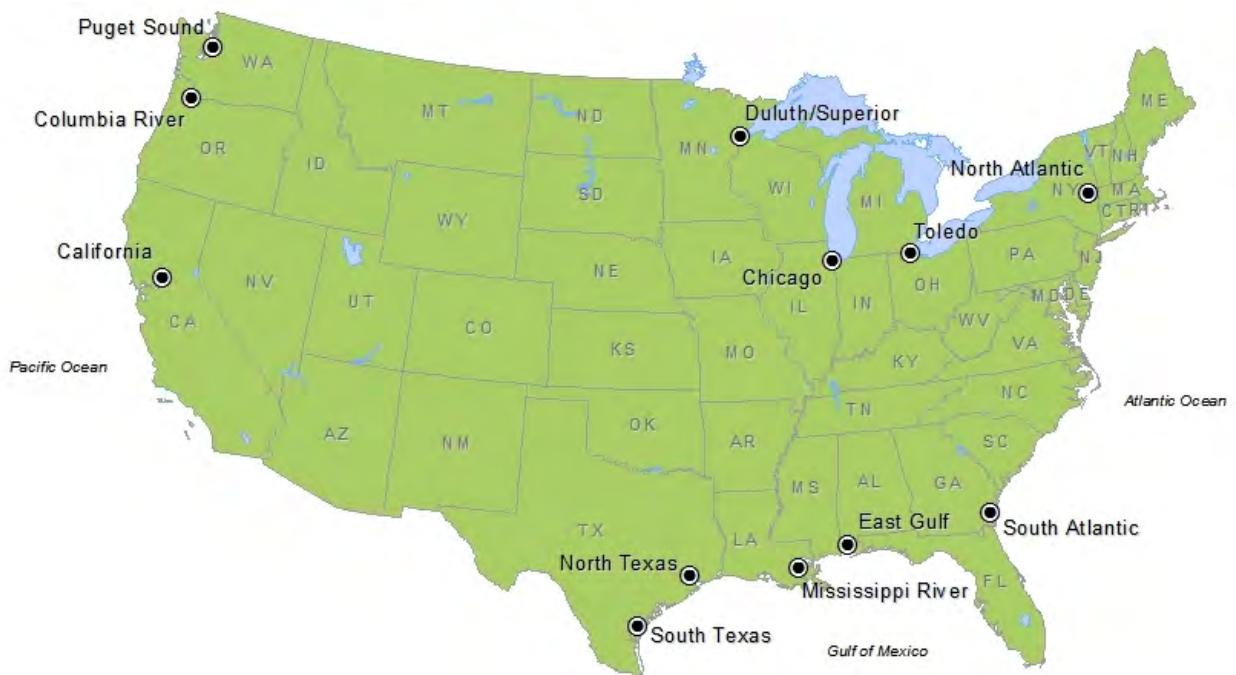 Puget Sound
WA
Columbia River
MT
ND
Duluth/Superior
ME
OR
ID
MN
VT
NH
North Atlantic
SD
WI
MI
NY
MA
WY
CT
RI
California
Toledo
IA
PA
NE
Chicago
NJ
NV
OH
UT
IL
IN
MD
DE
CA
CO
WV
VA
KS
MO
KY
Pacific Ocean
NC
Atlantic Ocean
TN
AZ
NM
OK
AR
SC
MS
AL
GA
TX
East Gulf
South Atlantic
LA
North Texas
FL
Mississippi River
South Texas
Gulf of Mexico